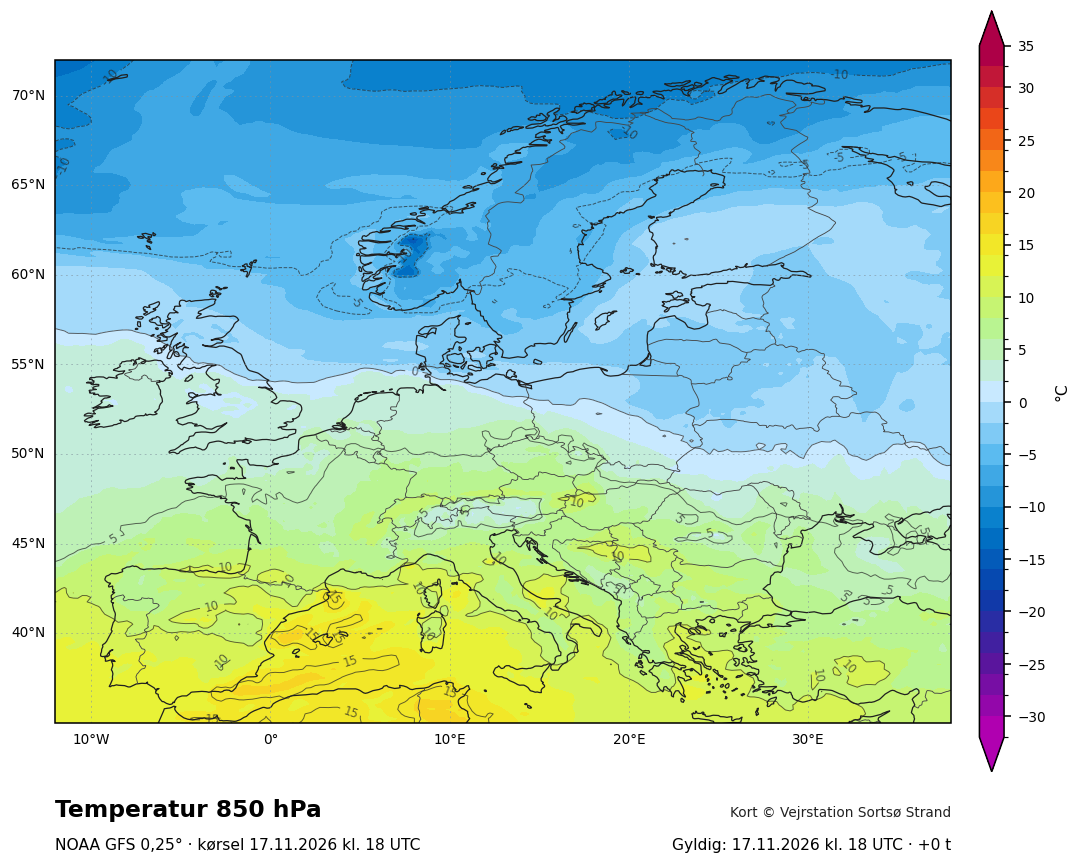 70°N
65°N
60°N
55°N
50°N
45°N
40°N
10°W
0°
10°E
20°E
30°E
35
30
25
20
15
10
5
0
−5
−10
−15
−20
−25
−30
°C
Temperatur 850 hPa
Kort © Vejrstation Sortsø Strand
NOAA GFS 0,25° · kørsel 17.11.2026 kl. 18 UTC
Gyldig: 17.11.2026 kl. 18 UTC · +0 t